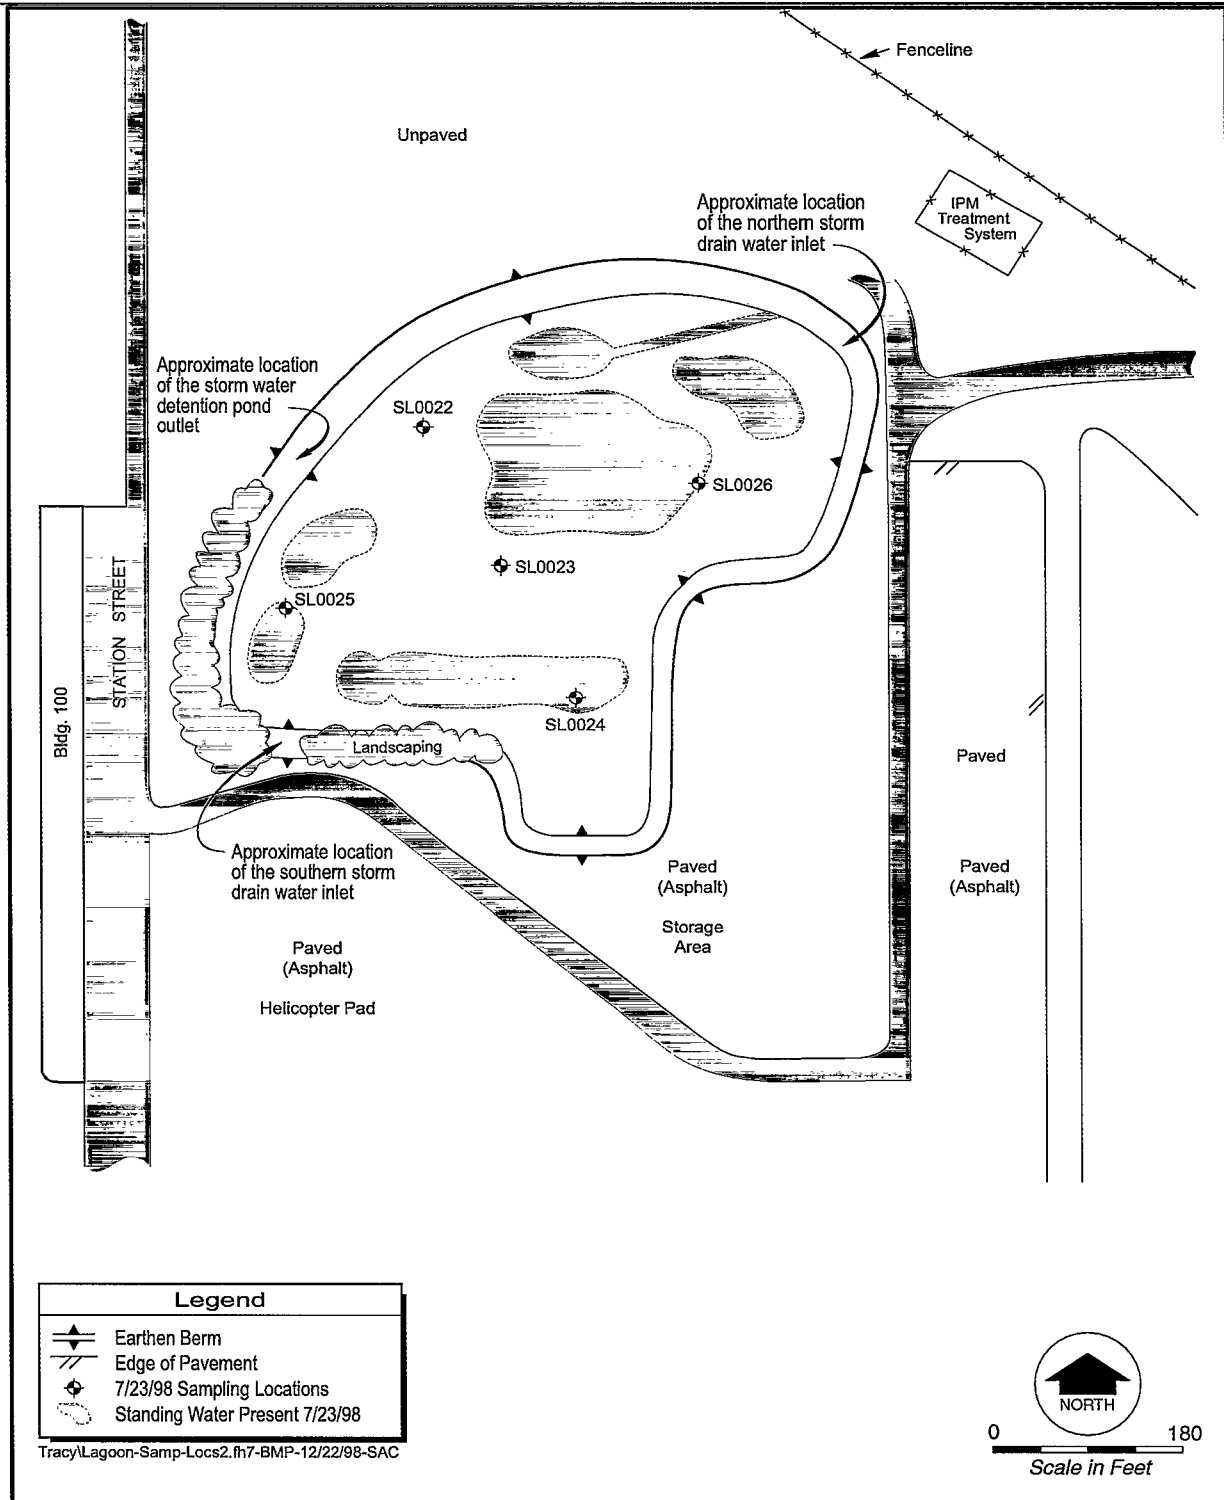 Fenceline
Unpaved
IPM
Treatment
System
Approximate location
of the northern storm
drain water inlet
Approximate location
of the storm water
detention pond
outlet
SL0022
SL0026
SL0023
SL0025
STATION STREET
SL0024
Bldg. 100
Landscaping
Paved
Approximate location
of the southern storm
drain water inlet
Paved
(Asphalt)
Storage
Area
Paved
(Asphalt)
Paved
(Asphalt)
Helicopter Pad
Legend
Earthen Berm
Edge of Pavement
7/23/98 Sampling Locations
Standing Water Present 7/23/98
Tracy\Lagoon-Samp-Locs2.fh7-BMP-12/22/98-SAC
NORTH
0 180
Scale in Feet